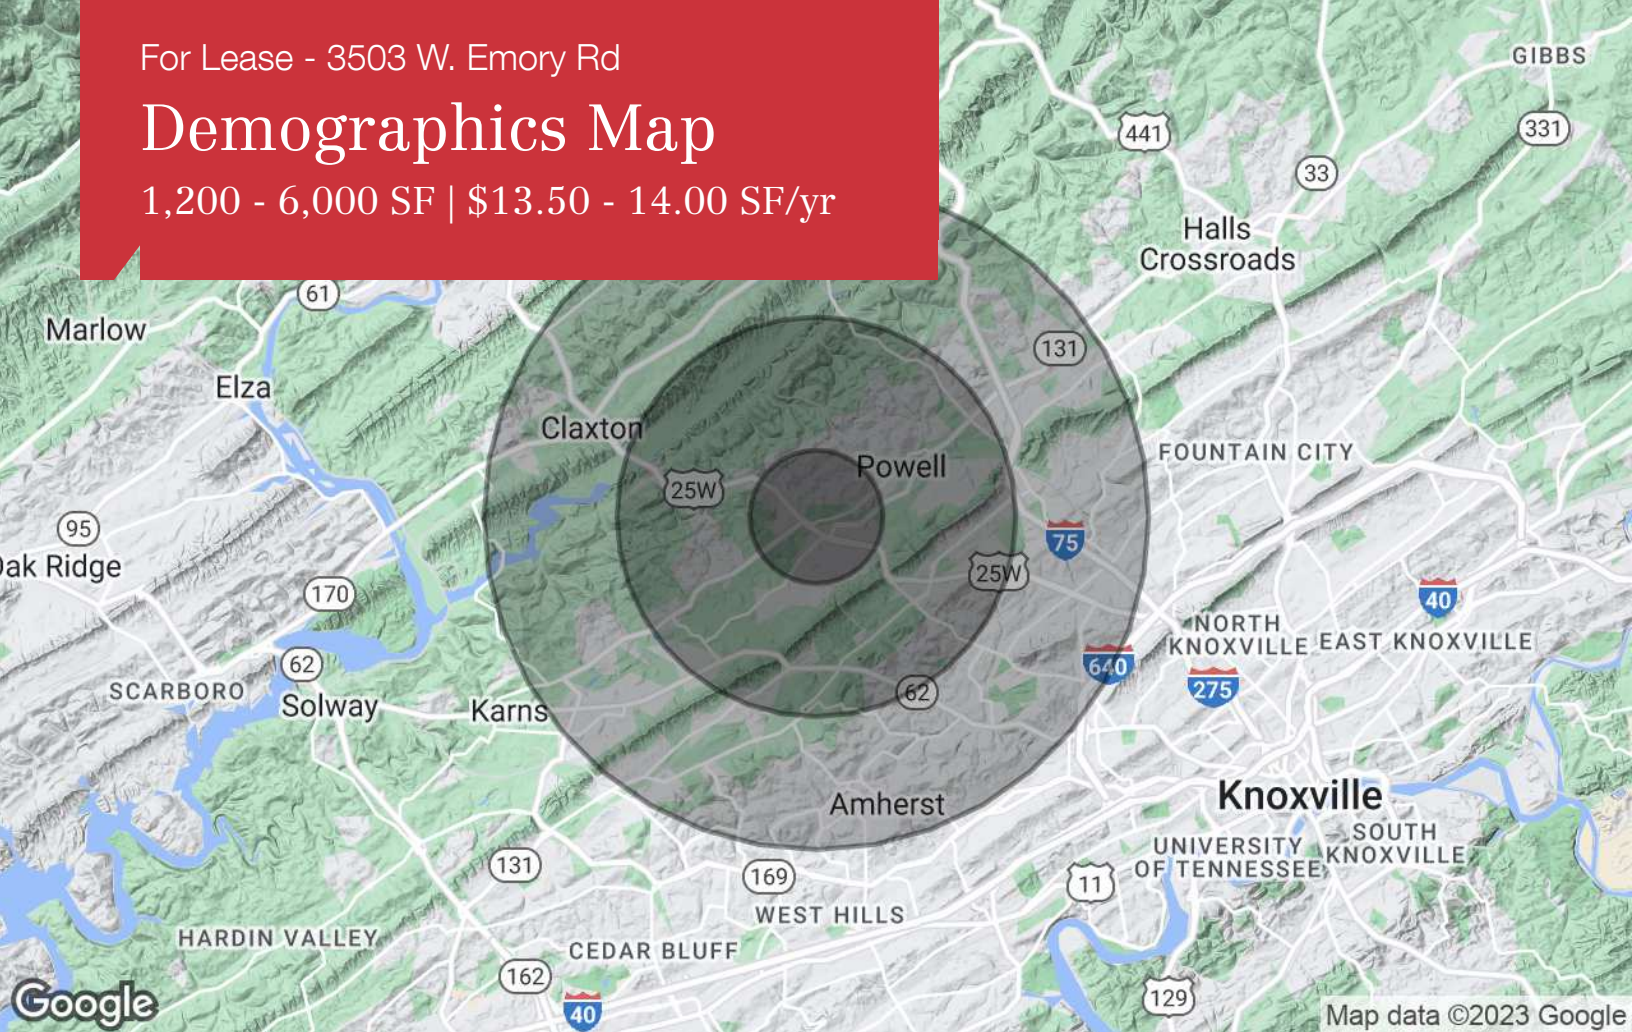 For Lease - 3503 W. Emory Rd
Demographics Map
1,200 - 6,000 SF | $13.50 - 14.00 SF/yr
GIBBS
441
331
33
Halls
Crossroads
61
Marlow
131
Elza
Claxton
FOUNTAIN CITY
Powell
25W
95
75
Oak Ridge
25W
170
40
NORTH
KNOXVILLE
EAST KNOXVILLE
62
640
SCARBORO
62
275
Solway
Karns
Knoxville
Amherst
UNIVERSITY
OF TENNESSEE
SOUTH
KNOXVILLE
131
169
11
WEST HILLS
HARDIN VALLEY
CEDAR BLUFF
162
129
Google
40
Map data ©2023 Google